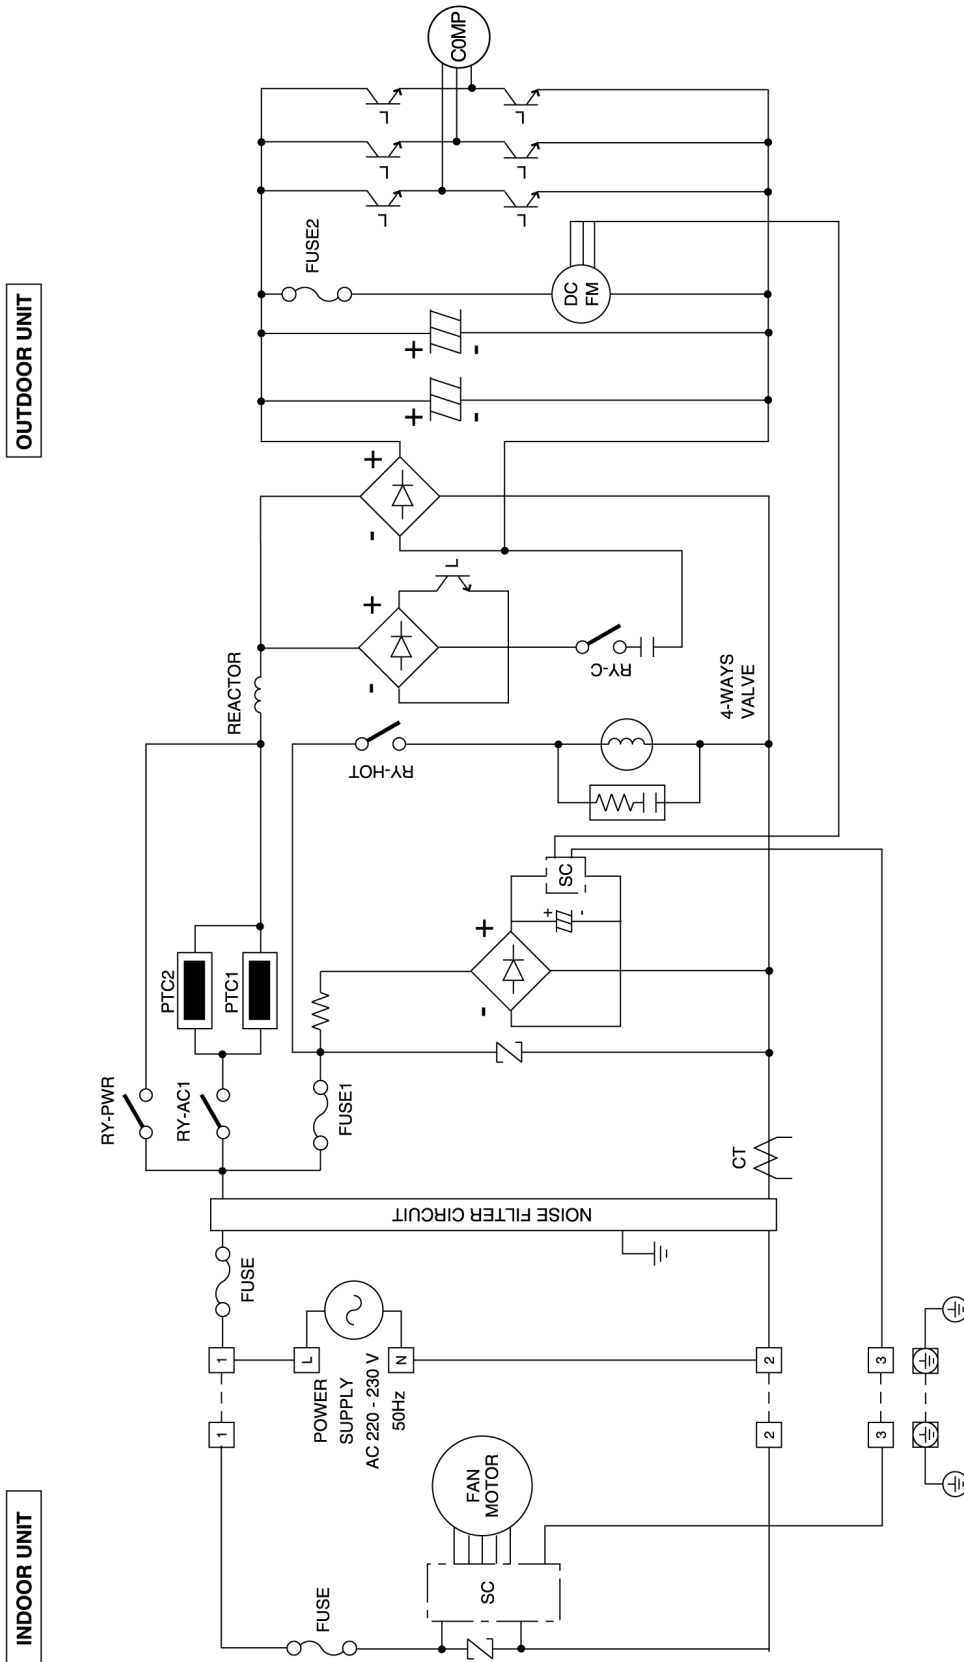 INDOOR UNIT
OUTDOOR UNIT
FUSE
SC
FAN
MOTOR
1
1
POWER
SUPPLY
AC 220 - 230 V
50Hz
L
N
2
2
3
3
FUSE
NOISE FILTER CIRCUIT
CT
RY-PWR
RY-AC1
FUSE1
PTC2
PTC1
-
+
+
-
SC
RY-HOT
4-WAYS
VALVE
REACTOR
-
+
RY-C
-
+
+
-
+
-
FUSE2
DC
FM
COMP